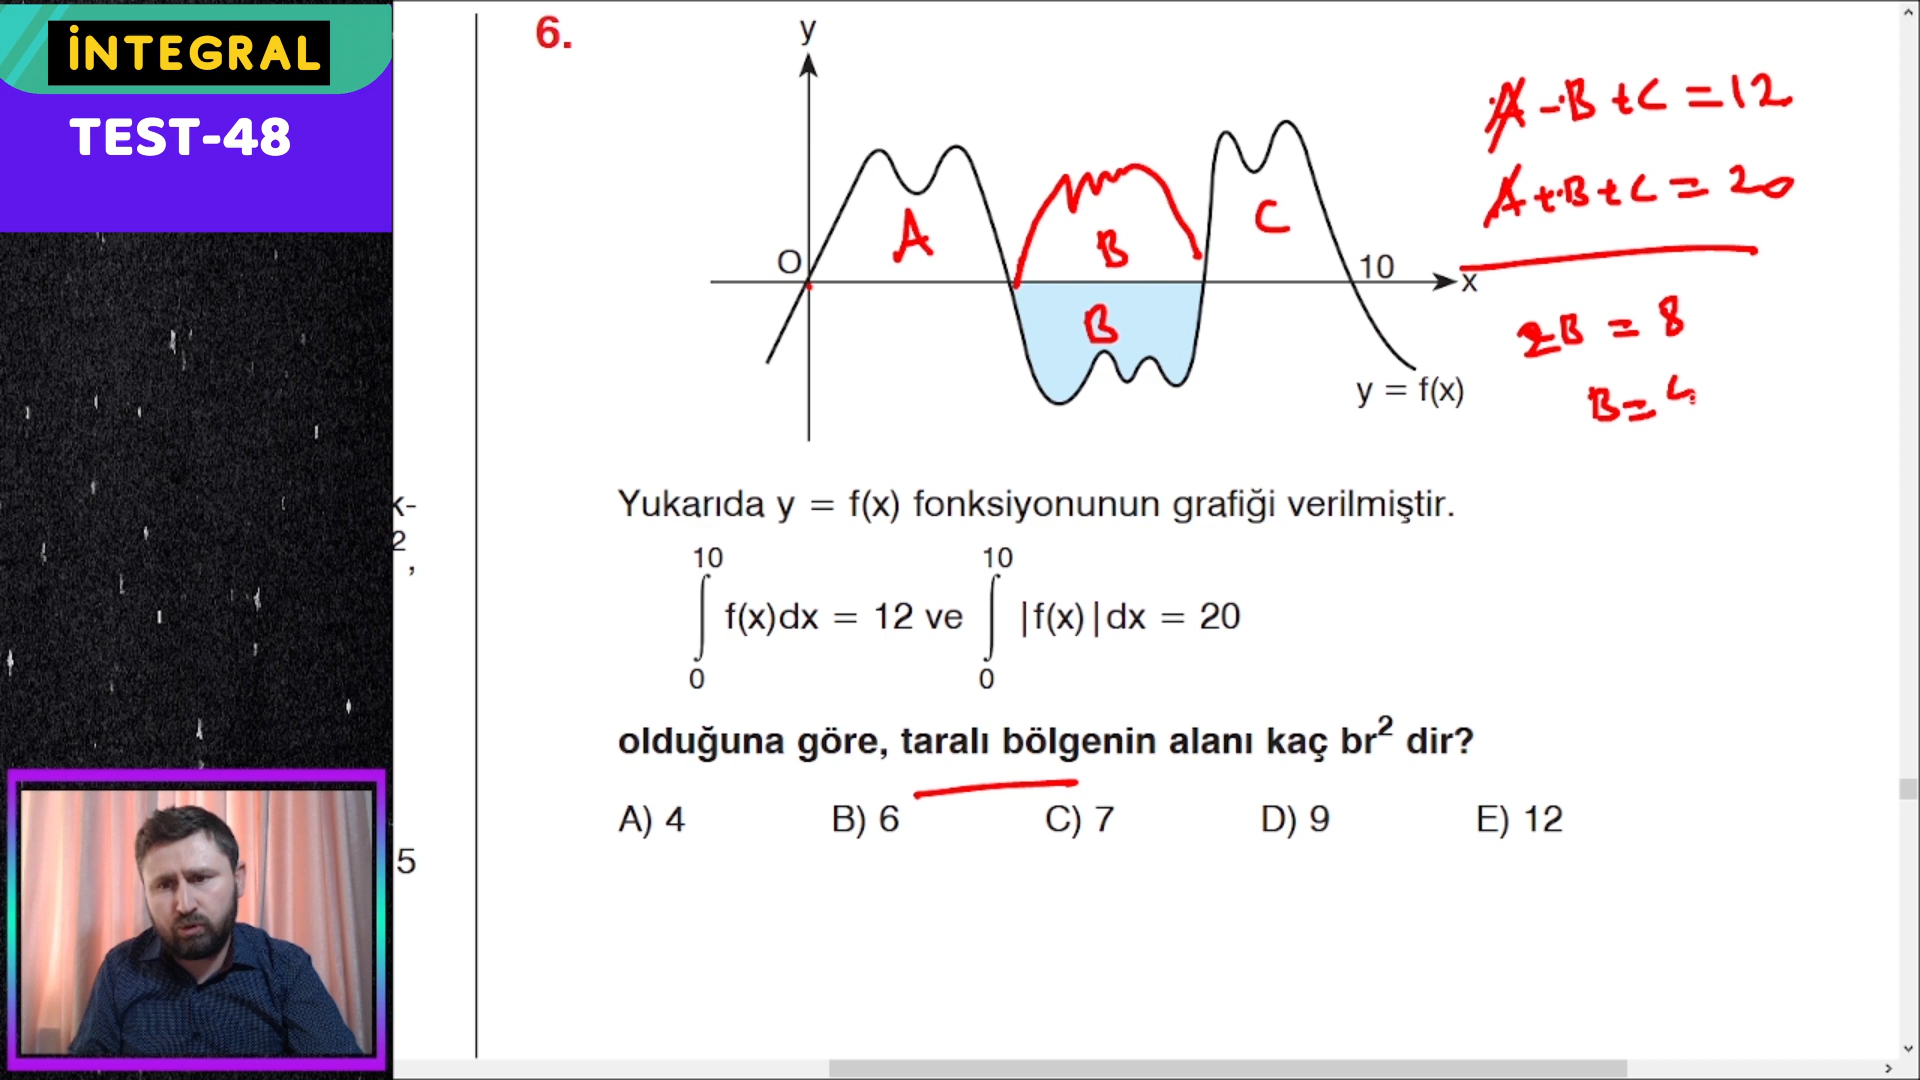 İNTEGRAL
TEST-48
k-
2
,
5
6.
y
O
10
x
y = f(x)
A
B
B
C
A - B + C = 12
A + B + C = 20
2B = 8
B = 4
Yukarıda y = f(x) fonksiyonunun grafiği verilmiştir.
10 10
∫ f(x)dx = 12 ve ∫ |f(x)|dx = 20
0 0
olduğuna göre, taralı bölgenin alanı kaç br² dir?
A) 4 B) 6 C) 7 D) 9 E) 12